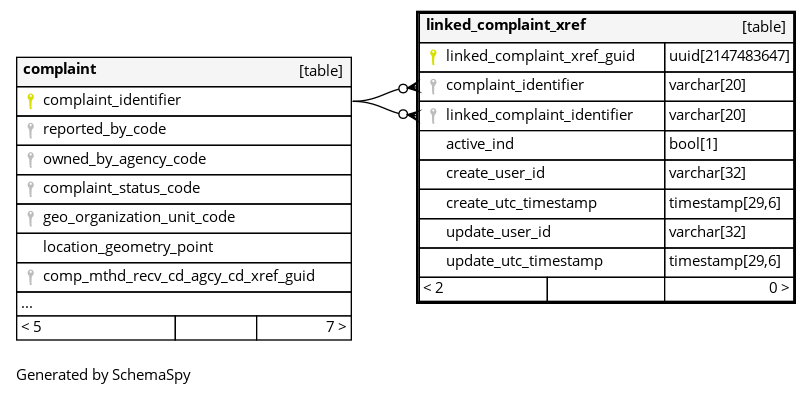 complaint [table]
complaint_identifier
reported_by_code
owned_by_agency_code
complaint_status_code
geo_organization_unit_code
location_geometry_point
comp_mthd_recv_cd_agcy_cd_xref_guid
...
< 5 7 >
linked_complaint_xref [table]
linked_complaint_xref_guid uuid[2147483647]
complaint_identifier varchar[20]
linked_complaint_identifier varchar[20]
active_ind bool[1]
create_user_id varchar[32]
create_utc_timestamp timestamp[29,6]
update_user_id varchar[32]
update_utc_timestamp timestamp[29,6]
< 2 0 >
Generated by SchemaSpy